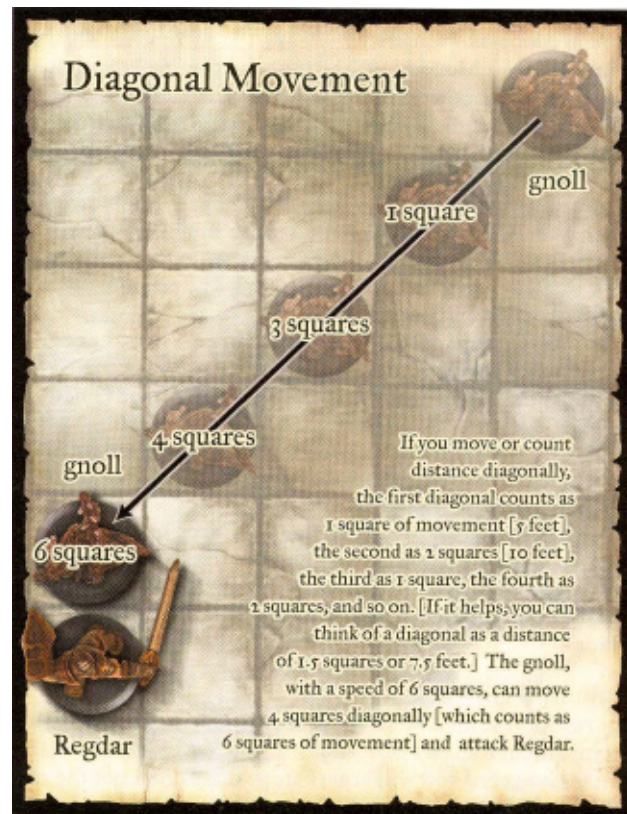 Diagonal Movement
gnoll
1 square
3 squares
4 squares
gnoll
6 squares
Regdar
If you move or count
distance diagonally,
the first diagonal counts as
1 square of movement [5 feet],
the second as 2 squares [10 feet],
the third as 1 square, the fourth as
2 squares, and so on. [If it helps, you can
think of a diagonal as a distance
of 1.5 squares or 7.5 feet.] The gnoll,
with a speed of 6 squares, can move
4 squares diagonally [which counts as
6 squares of movement] and attack Regdar.